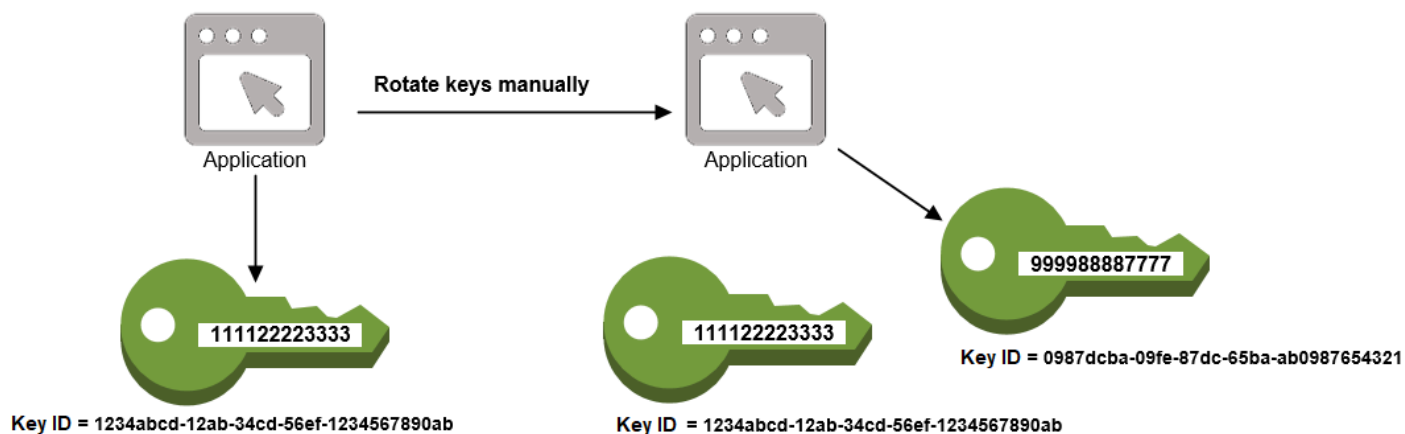 Rotate keys manually
Application
Application
999988887777
111122223333
111122223333
Key ID = 0987dcba-09fe-87dc-65ba-ab0987654321
Key ID = 1234abcd-12ab-34cd-56ef-1234567890ab
Key ID = 1234abcd-12ab-34cd-56ef-1234567890ab